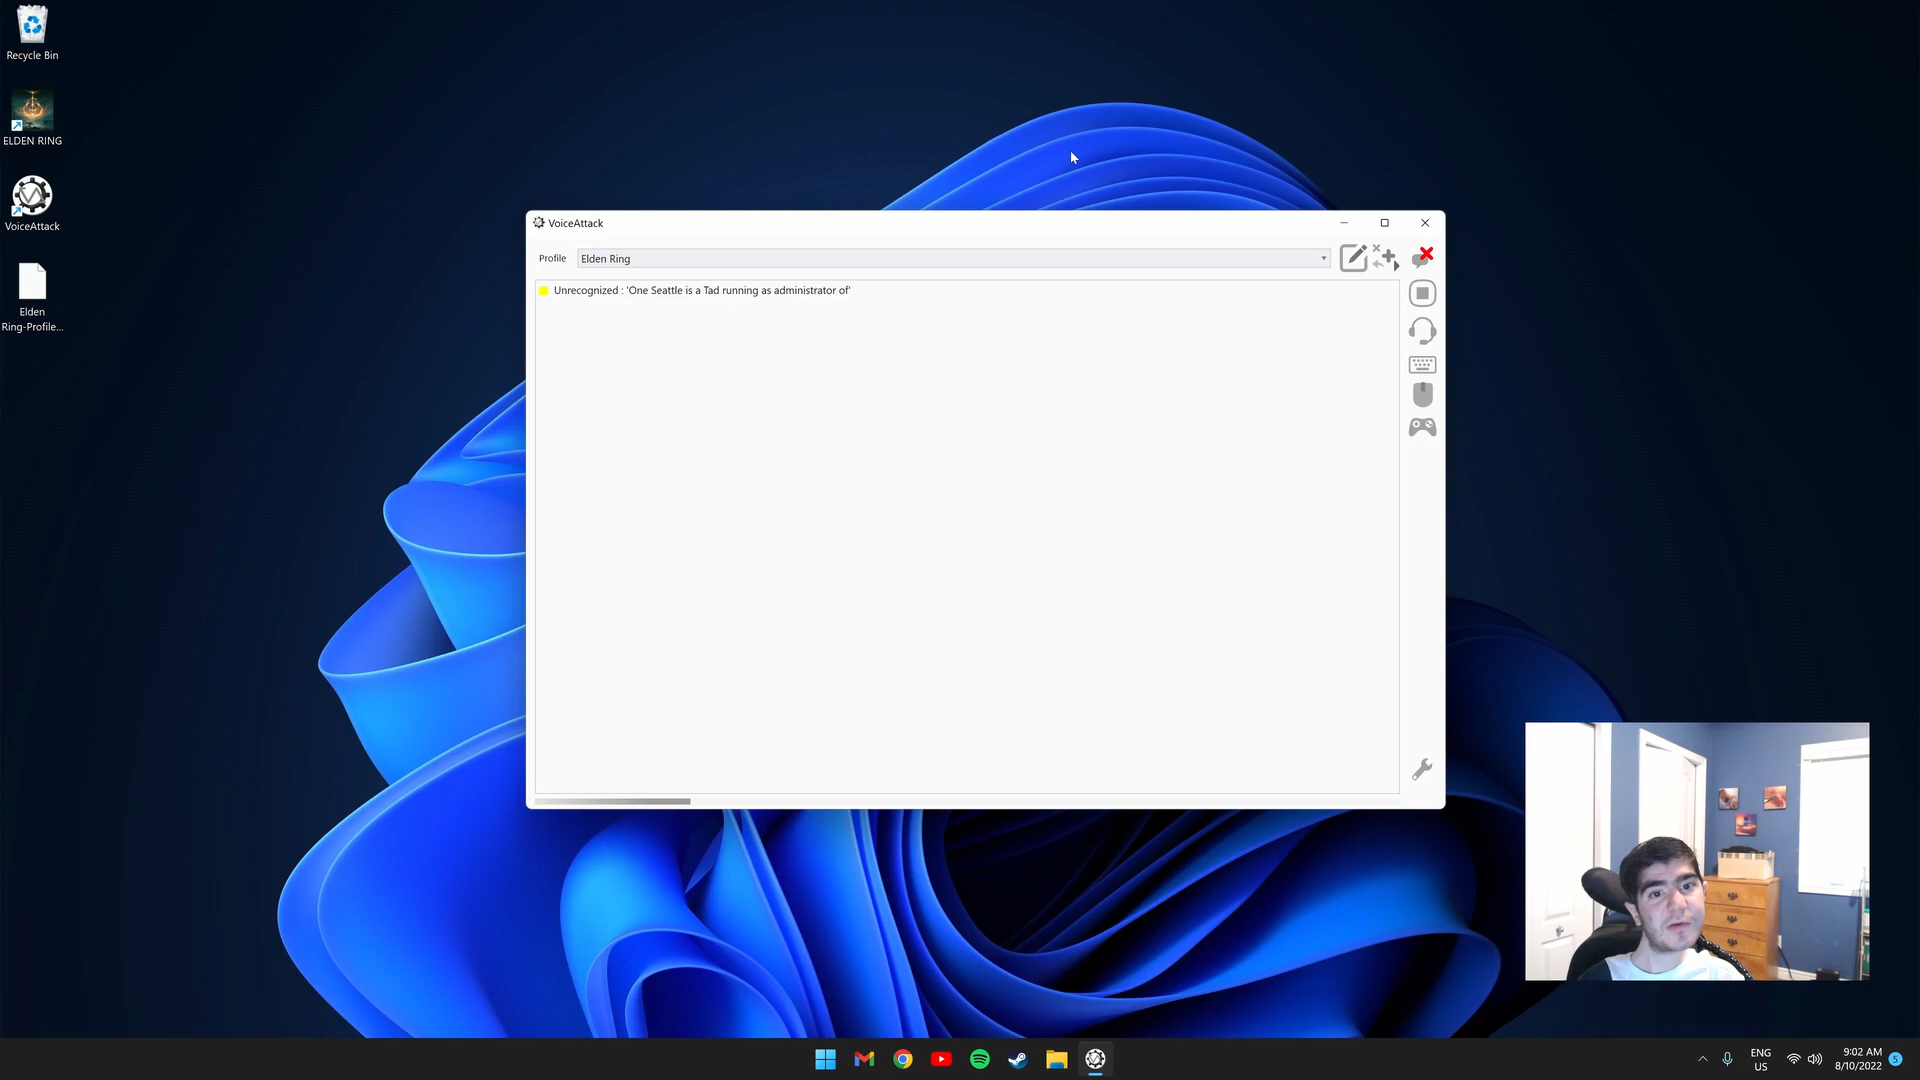 Recycle Bin
ELDEN RING
VoiceAttack
Elden
Ring-Profile...
VoiceAttack
Profile
Elden Ring
Unrecognized : 'One Seattle is a Tad running as administrator of'
ENG
US
9:02 AM
8/10/2022
5